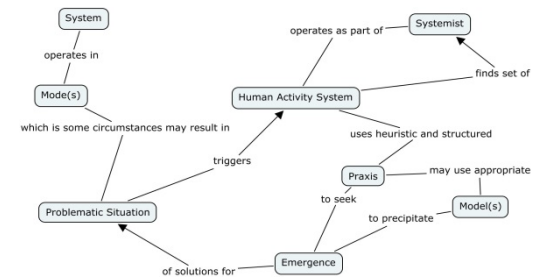 System
Systemist
operates as part of
operates in
finds set of
Mode(s)
Human Activity System
which is some circumstances may result in
uses heuristic and structured
triggers
Praxis
may use appropriate
to seek
Model(s)
Problematic Situation
to precipitate
Emergence
of solutions for